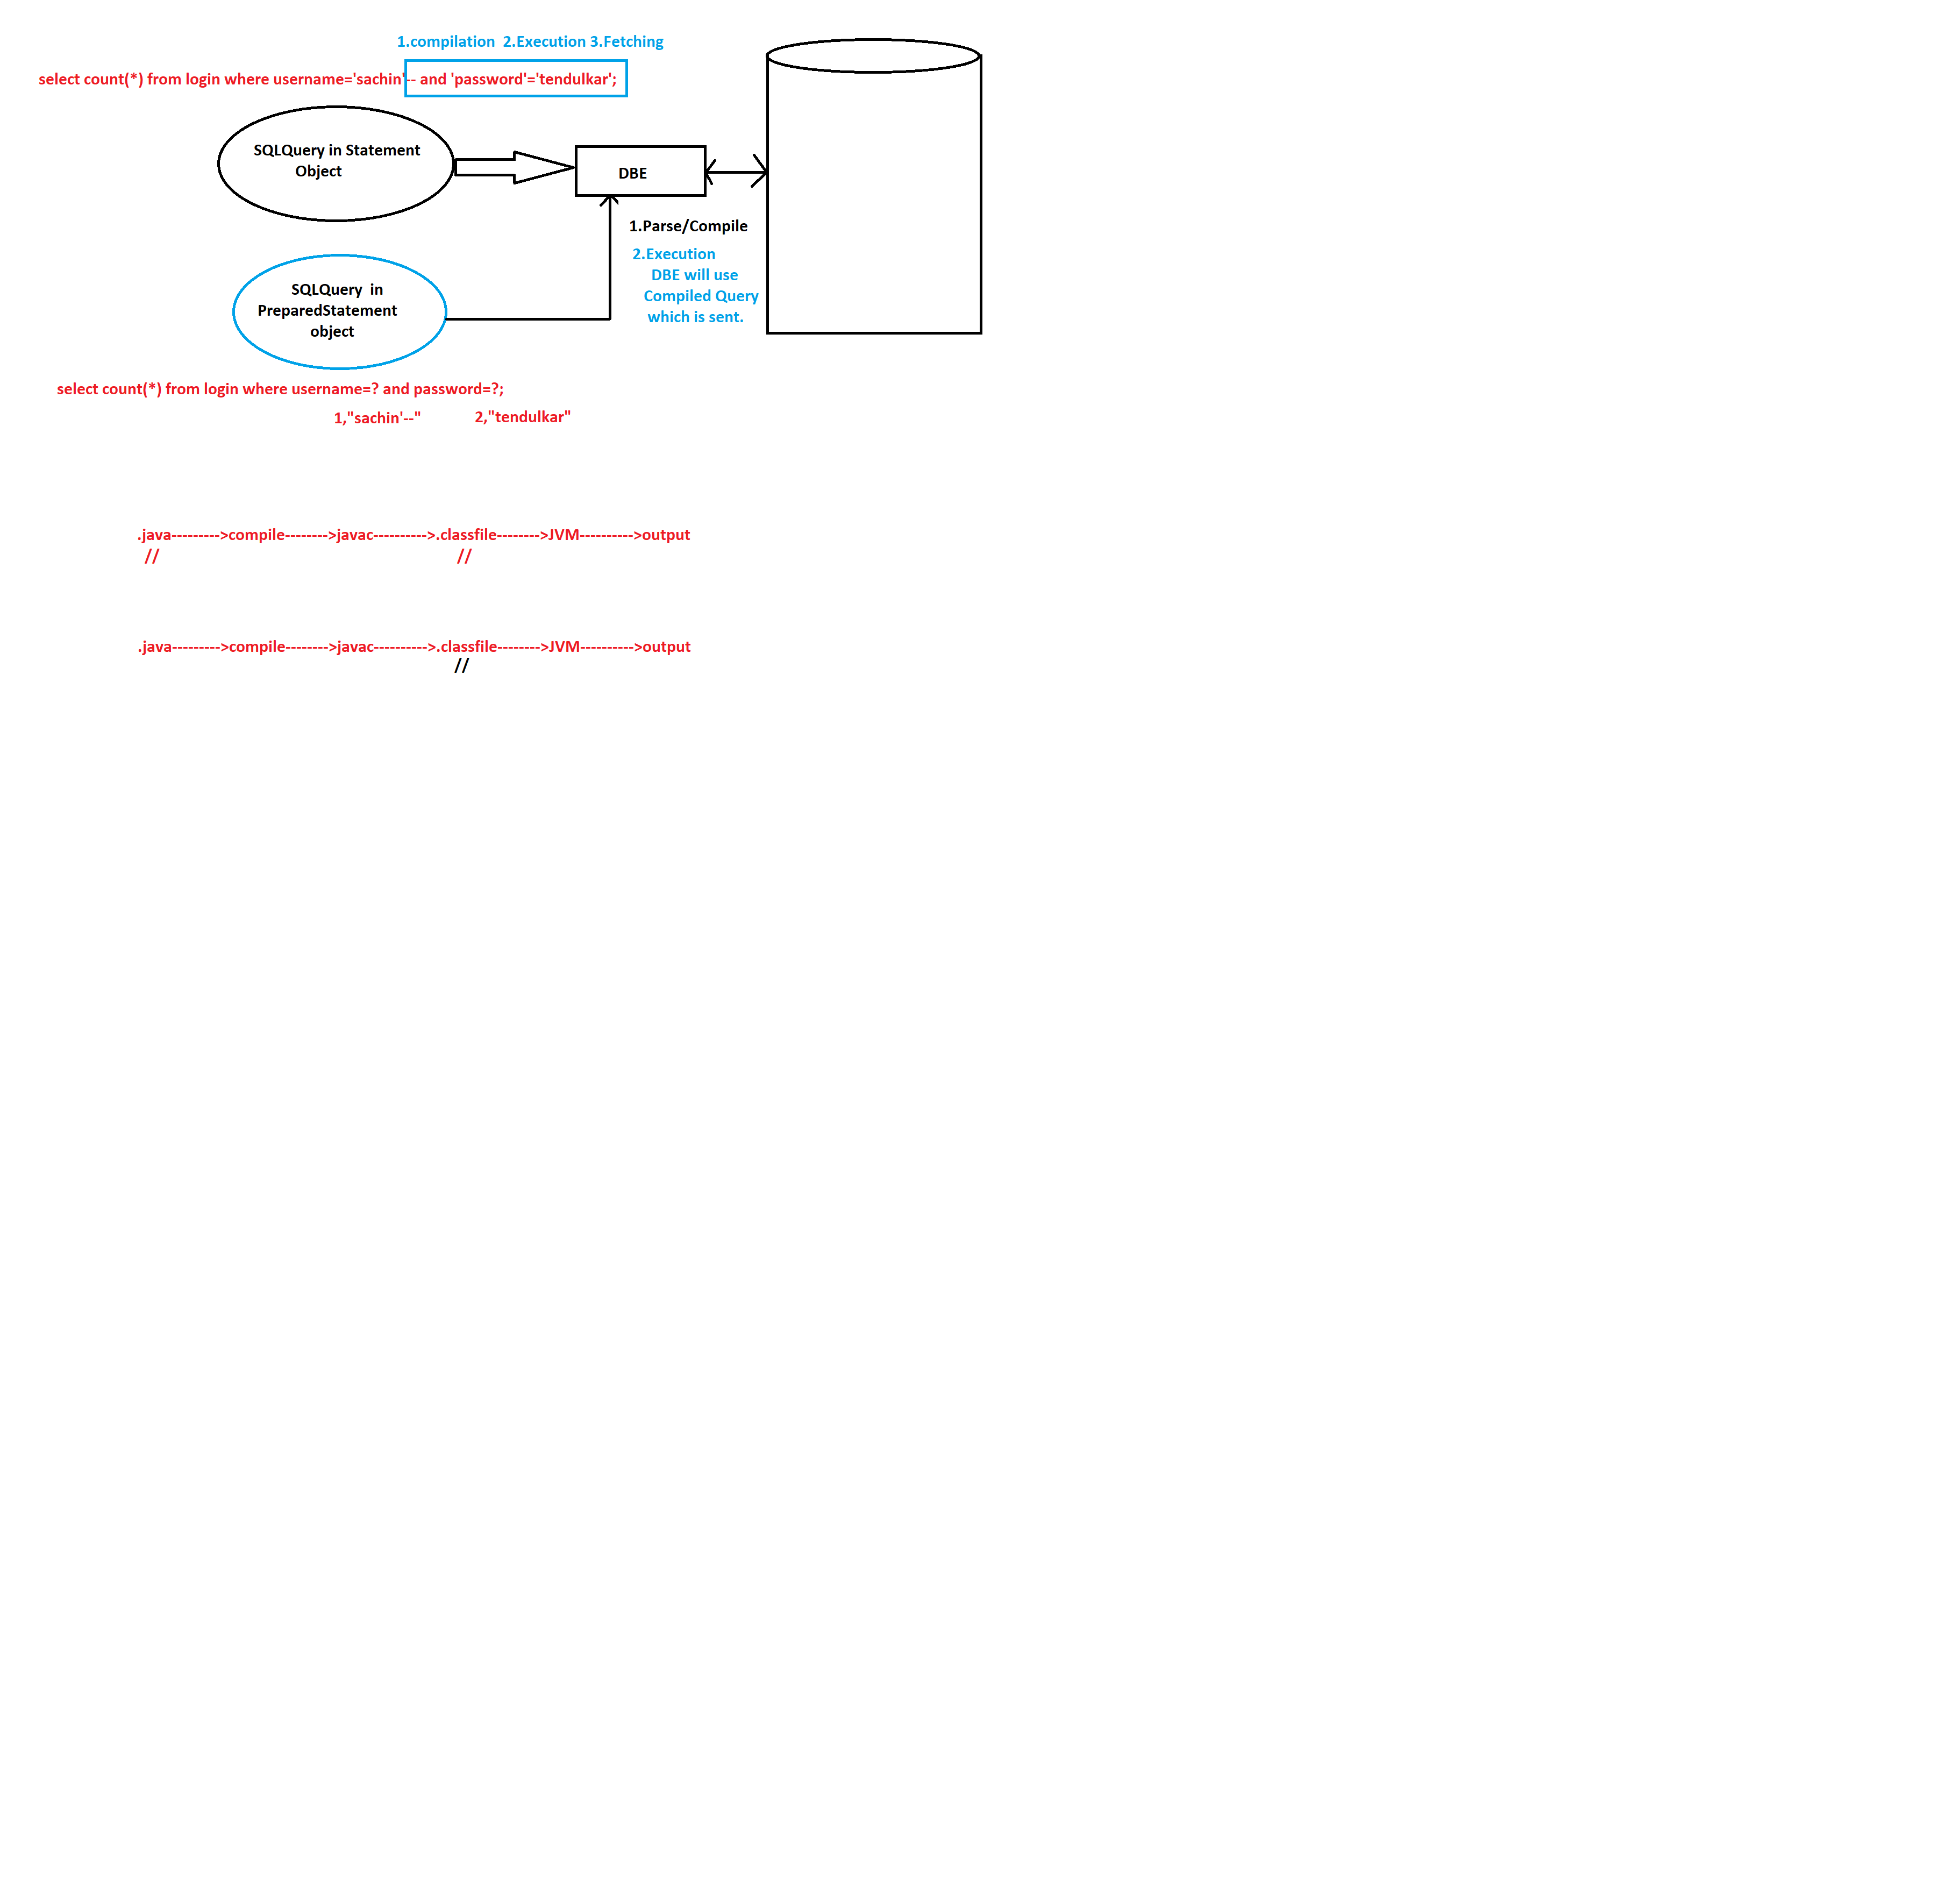 1.compilation  2.Execution 3.Fetching
select count(*) from login where username='sachin'-- and 'password'='tendulkar';
SQLQuery in Statement
Object
DBE
1.Parse/Compile
2.Execution
DBE will use
Compiled Query
which is sent.
SQLQuery  in
PreparedStatement
object
select count(*) from login where username=? and password=?;
1,"sachin'--"
2,"tendulkar"
.java--------->compile-------->javac---------->.classfile-------->JVM---------->output
//
//
.java--------->compile-------->javac---------->.classfile-------->JVM---------->output
//